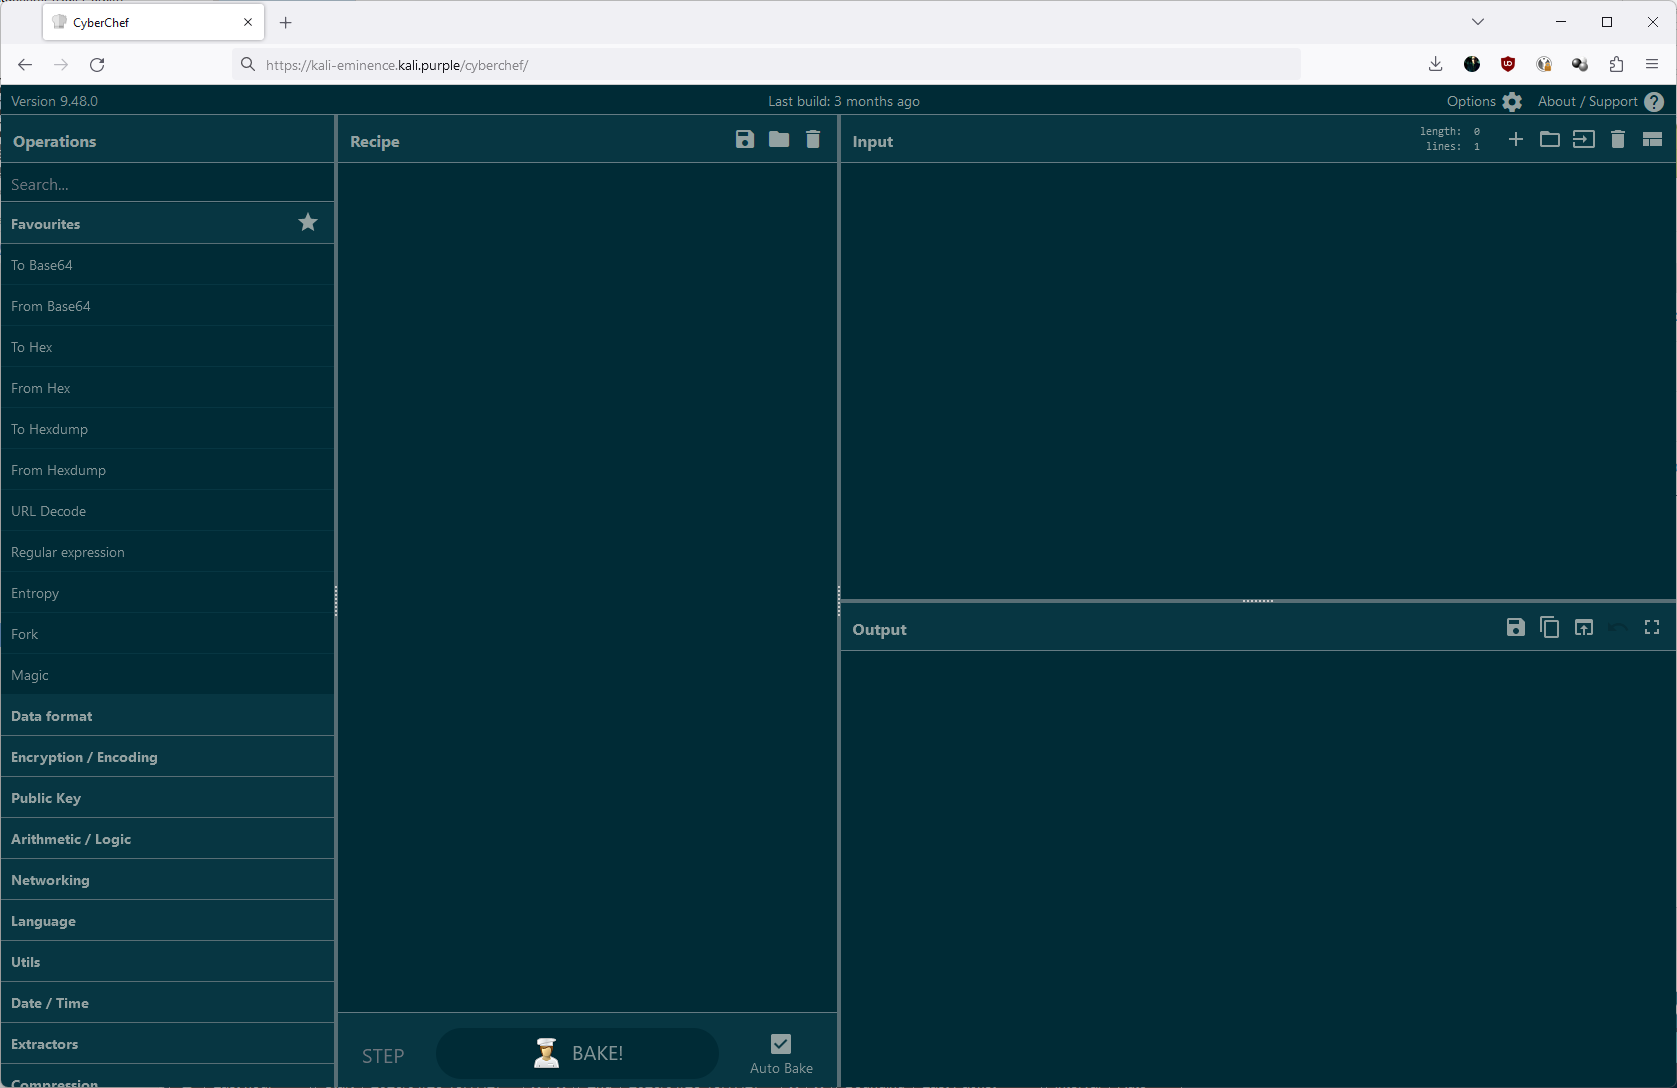 CyberChef
https://kali-eminence.kali.purple/cyberchef/
Version 9.48.0
Last build: 3 months ago
Options
About / Support
Operations
Search...
Favourites
To Base64
From Base64
To Hex
From Hex
To Hexdump
From Hexdump
URL Decode
Regular expression
Entropy
Fork
Magic
Data format
Encryption / Encoding
Public Key
Arithmetic / Logic
Networking
Language
Utils
Date / Time
Extractors
Compression
Recipe
STEP
BAKE!
Auto Bake
Input
length: 0
lines: 1
Output